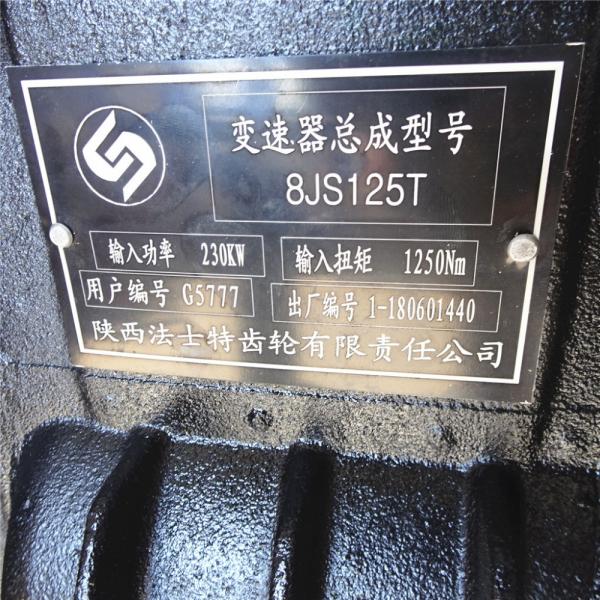 变速器总成型号
8JS125T
输入功率 230KW 输入扭矩 1250Nm
用户编号 G5777 出厂编号 1-180601440
陕西法士特齿轮有限责任公司